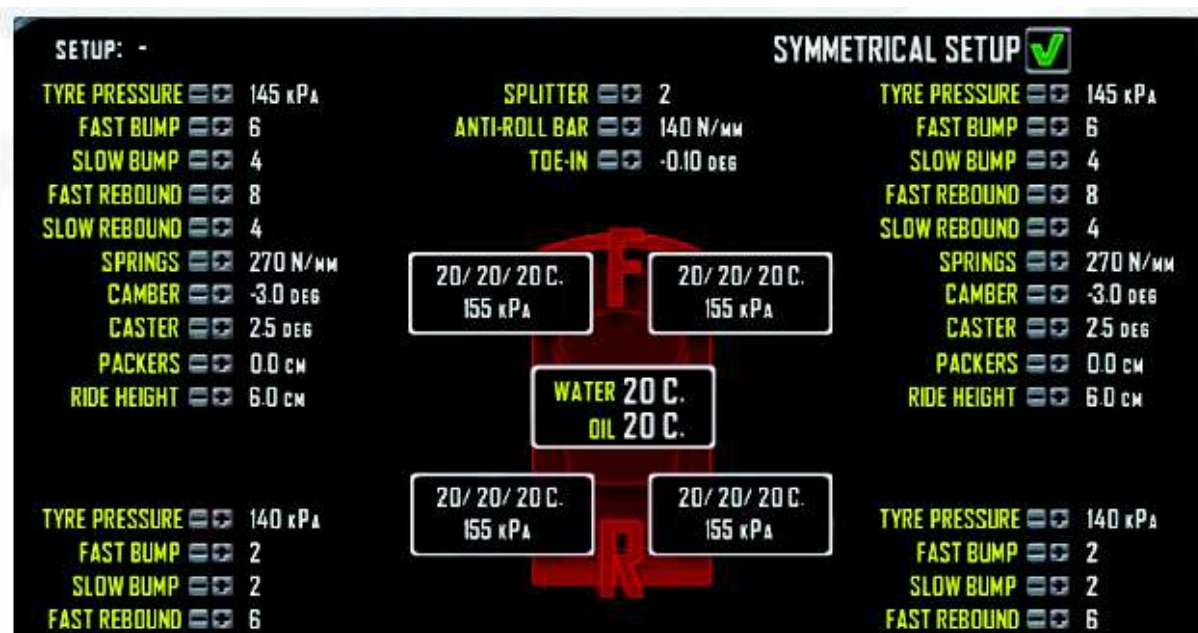 SETUP: -
SYMMETRICAL SETUP
TYRE PRESSURE 145 KPA
FAST BUMP 6
SLOW BUMP 4
FAST REBOUND 8
SLOW REBOUND 4
SPRINGS 270 N/MM
CAMBER -3.0 DEG
CASTER 2.5 DEG
PACKERS 0.0 CM
RIDE HEIGHT 6.0 CM
SPLITTER 2
ANTI-ROLL BAR 140 N/MM
TOE-IN -0.10 DEG
TYRE PRESSURE 145 KPA
FAST BUMP 6
SLOW BUMP 4
FAST REBOUND 8
SLOW REBOUND 4
SPRINGS 270 N/MM
CAMBER -3.0 DEG
CASTER 2.5 DEG
PACKERS 0.0 CM
RIDE HEIGHT 6.0 CM
F
20/ 20/ 20 C.
155 KPA
20/ 20/ 20 C.
155 KPA
WATER 20 C.
OIL 20 C.
20/ 20/ 20 C.
155 KPA
20/ 20/ 20 C.
155 KPA
R
TYRE PRESSURE 140 KPA
FAST BUMP 2
SLOW BUMP 2
FAST REBOUND 6
TYRE PRESSURE 140 KPA
FAST BUMP 2
SLOW BUMP 2
FAST REBOUND 6